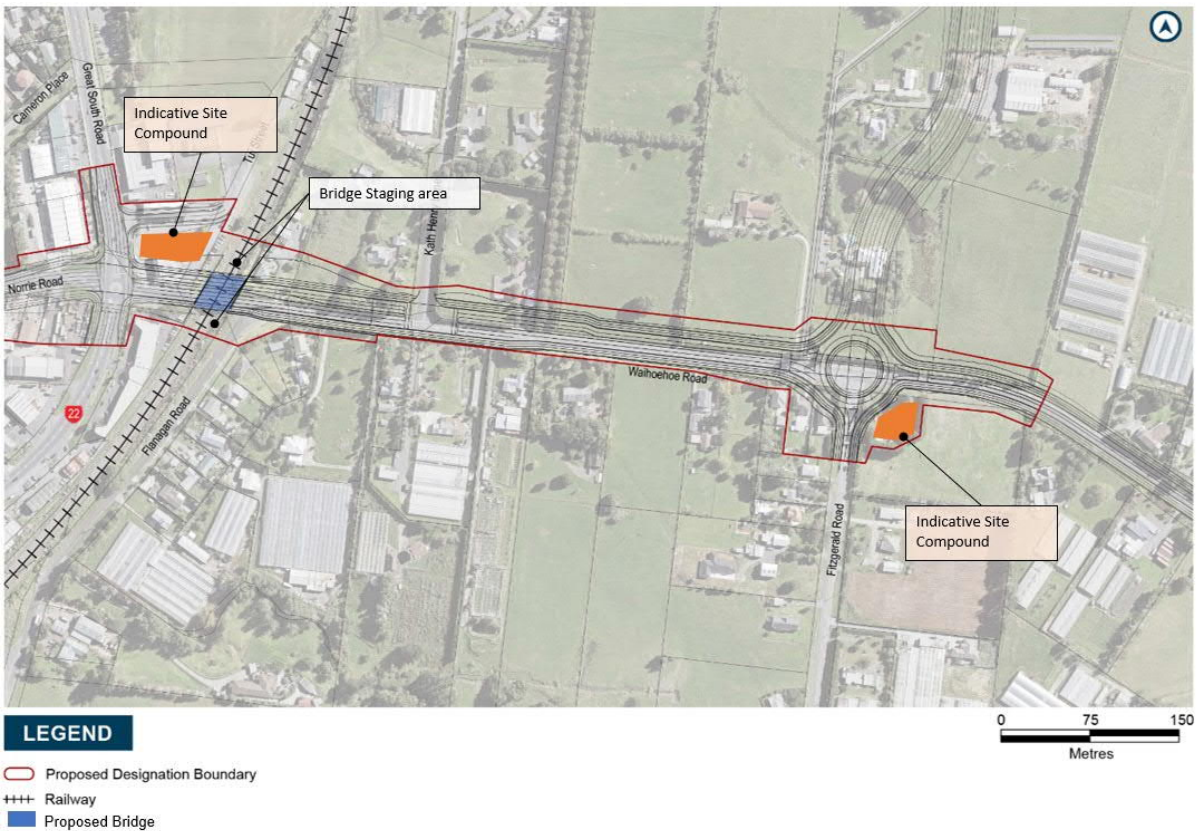 Cameron Place
Great South Road
Indicative Site
Compound
Bridge Staging area
Norrie Road
22
Flanagan Road
Waihoehoe Road
Fitzgerald Road
Indicative Site
Compound
LEGEND
Proposed Designation Boundary
Railway
Proposed Bridge
0 75 150
Metres